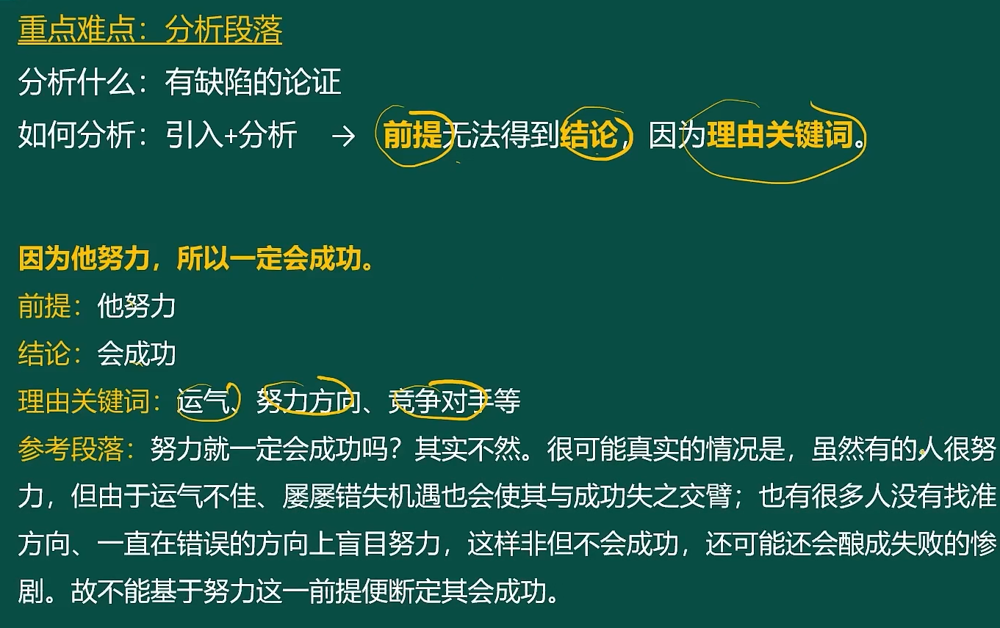 重点难点：分析段落
分析什么：有缺陷的论证
如何分析：引入+分析 → 前提无法得到结论，因为理由关键词。
因为他努力，所以一定会成功。
前提：他努力
结论：会成功
理由关键词：运气、努力方向、竞争对手等
参考段落：努力就一定会成功吗？其实不然。很可能真实的情况是，虽然有的人很努
力，但由于运气不佳、屡屡错失机遇也会使其与成功失之交臂；也有很多人没有找准
方向、一直在错误的方向上盲目努力，这样非但不会成功，还可能还会酿成失败的惨
剧。故不能基于努力这一前提便断定其会成功。